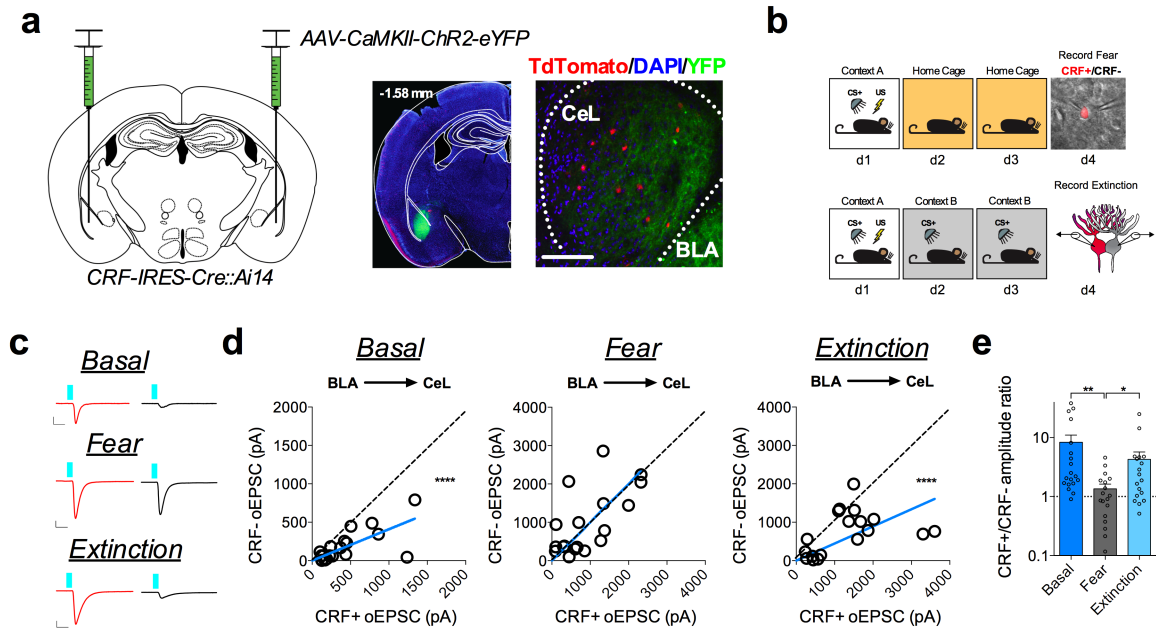 a
AAV-CaMKII-ChR2-eYFP
CRF-IRES-Cre::Ai14
-1.58 mm
TdTomato/DAPI/YFP
CeL
BLA
b
Context A
Home Cage
Home Cage
Record Fear
CRF+/CRF-
CS+
US
d1
d2
d3
d4
Context A
Context B
Context B
Record Extinction
CS+
US
CS+
CS+
d1
d2
d3
d4
c
Basal
Fear
Extinction
d
Basal
BLA
CeL
CRF- oEPSC (pA)
2000
1500
1000
500
0
0
500
1000
1500
2000
****
CRF+ oEPSC (pA)
Fear
BLA
CeL
CRF- oEPSC (pA)
4000
3000
2000
1000
0
0
1000
2000
3000
4000
CRF+ oEPSC (pA)
Extinction
BLA
CeL
CRF- oEPSC (pA)
4000
3000
2000
1000
0
0
1000
2000
3000
4000
****
CRF+ oEPSC (pA)
e
CRF+/CRF- amplitude ratio
**
*
10
1
0.1
Basal
Fear
Extinction